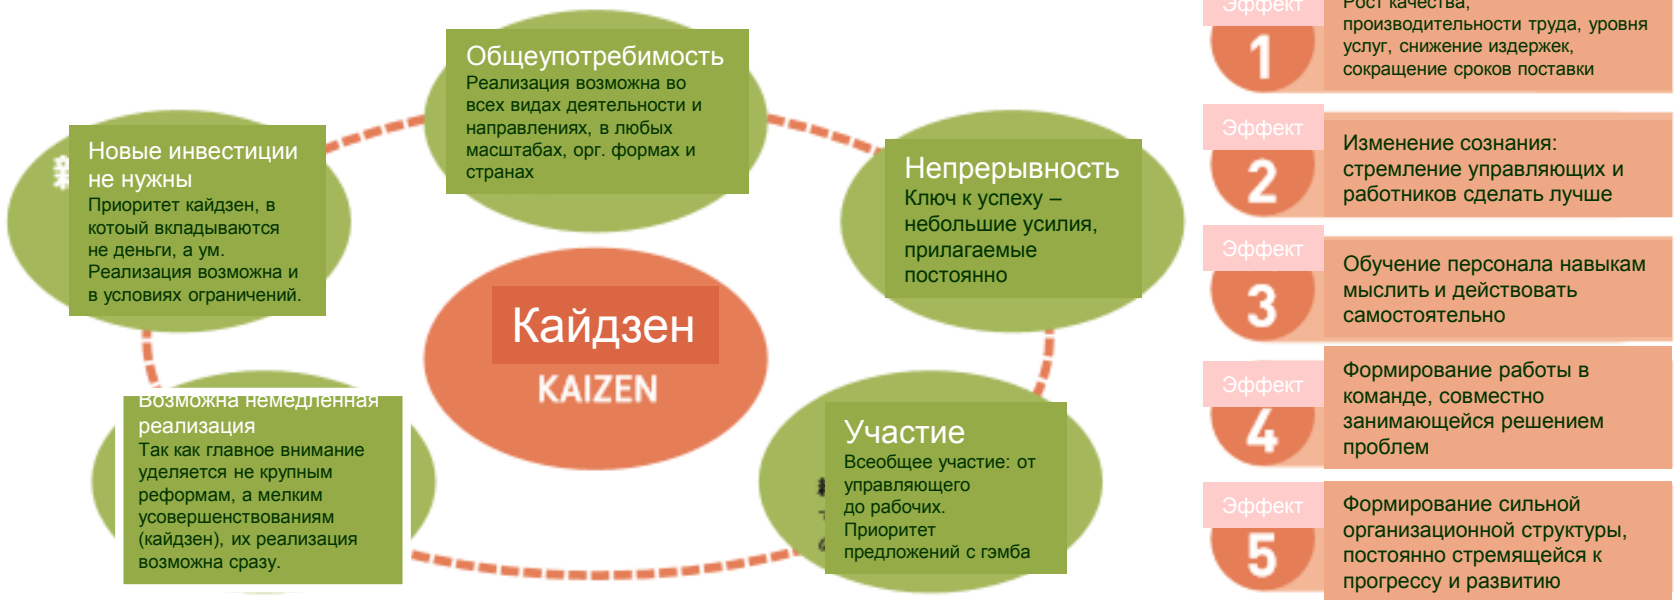 Общеупотребимость
Реализация возможна во
всех видах деятельности и
направлениях, в любых
масштабах, орг. формах и
странах
Новые инвестиции
не нужны
Приоритет кайдзен, в
котоый вкладываются
не деньги, а ум.
Реализация возможна и
в условиях ограничений.
Непрерывность
Ключ к успеху –
небольшие усилия,
прилагаемые
постоянно
Кайдзен
KAIZEN
Возможна немедленная
реализация
Так как главное внимание
уделяется не крупным
реформам, а мелким
усовершенствованиям
(кайдзен), их реализация
возможна сразу.
Участие
Всеобщее участие: от
управляющего
до рабочих.
Приоритет
предложений с гэмба
Эффект
1
Рост качества,
производительности труда, уровня
услуг, снижение издержек,
сокращение сроков поставки
Эффект
2
Изменение сознания:
стремление управляющих и
работников сделать лучше
Эффект
3
Обучение персонала навыкам
мыслить и действовать
самостоятельно
Эффект
4
Формирование работы в
команде, совместно
занимающейся решением
проблем
Эффект
5
Формирование сильной
организационной структуры,
постоянно стремящейся к
прогрессу и развитию